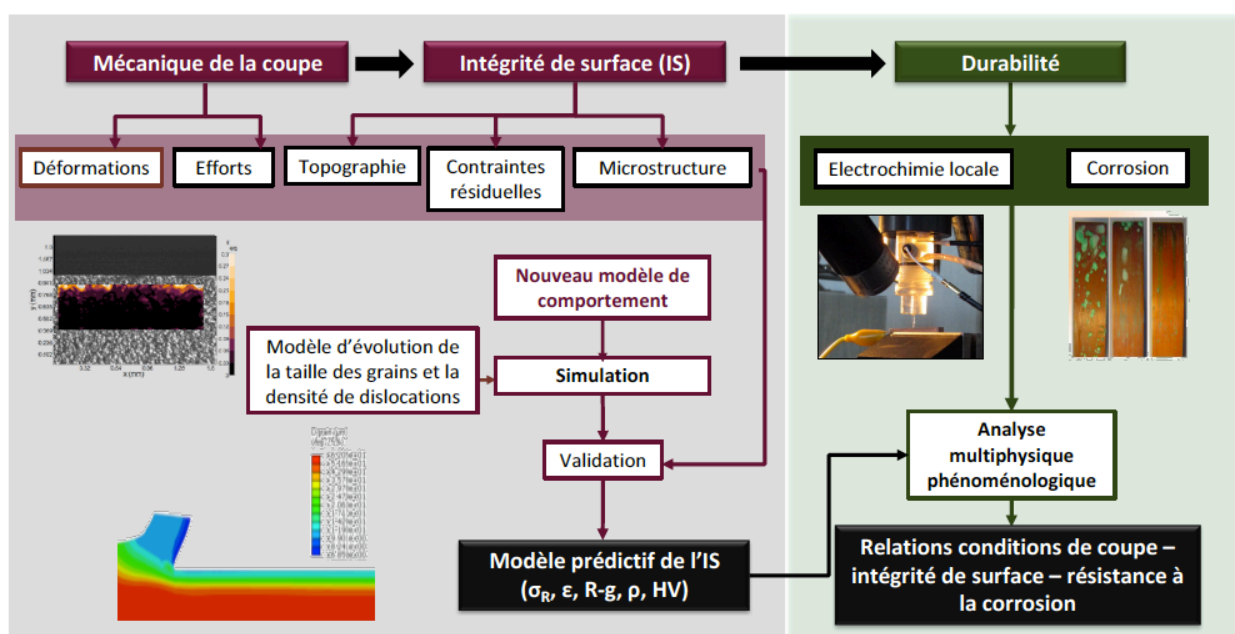 Mécanique de la coupe
Intégrité de surface (IS)
Durabilité
Déformations
Efforts
Topographie
Contraintes
résiduelles
Microstructure
Electrochimie locale
Corrosion
Nouveau modèle de
comportement
Modèle d'évolution de
la taille des grains et la
densité de dislocations
Simulation
Validation
Analyse
multiphysique
phénoménologique
Modèle prédictif de l'IS
(σR, ε, R-g, ρ, HV)
Relations conditions de coupe –
intégrité de surface – résistance à
la corrosion
x (mm)
y (mm)